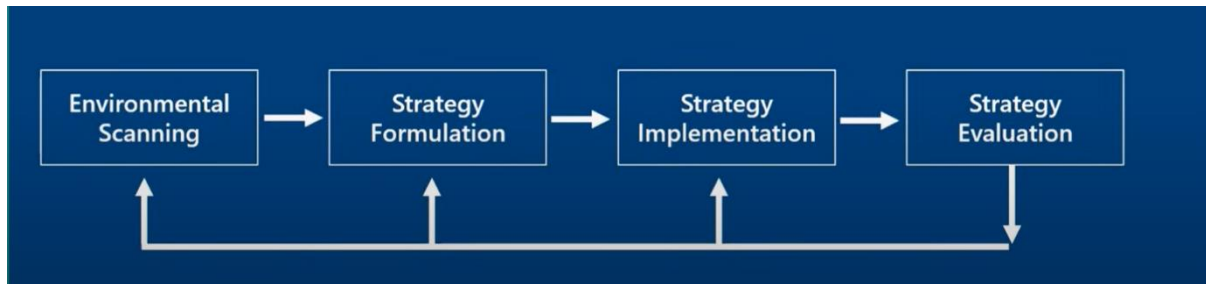 Environmental
Scanning
Strategy
Formulation
Strategy
Implementation
Strategy
Evaluation